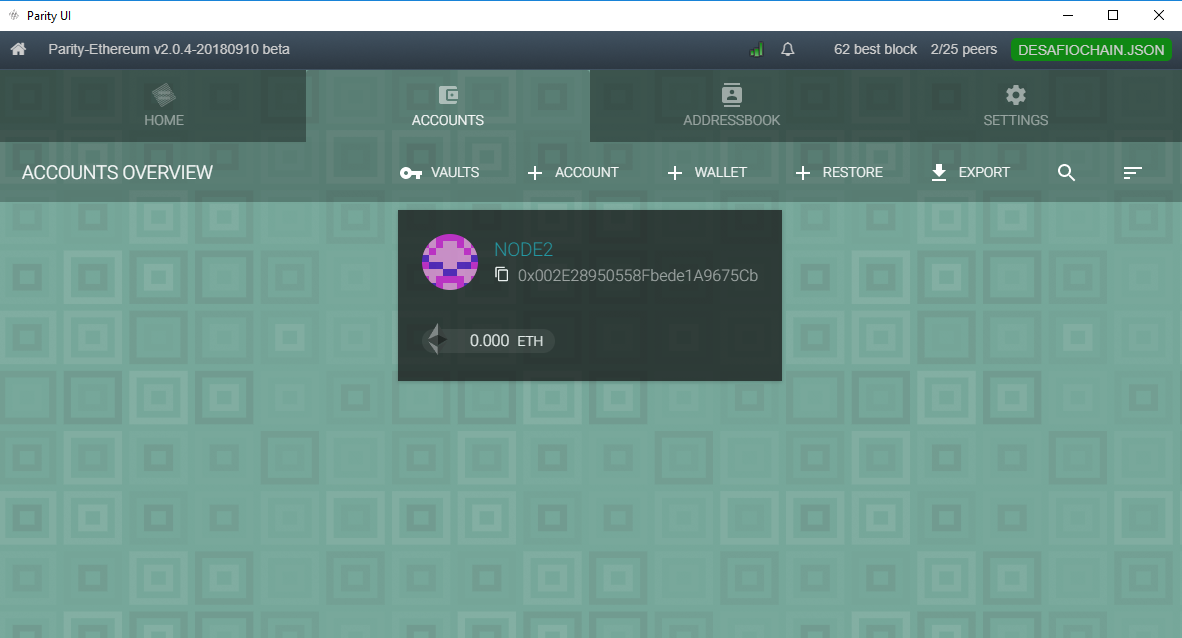 Parity UI
Parity-Ethereum v2.0.4-20180910 beta
62 best block 2/25 peers DESAFIOCHAIN.JSON
HOME ACCOUNTS ADDRESSBOOK SETTINGS
ACCOUNTS OVERVIEW VAULTS ACCOUNT WALLET RESTORE EXPORT
NODE2
0x002E28950558Fbede1A9675Cb
0.000 ETH